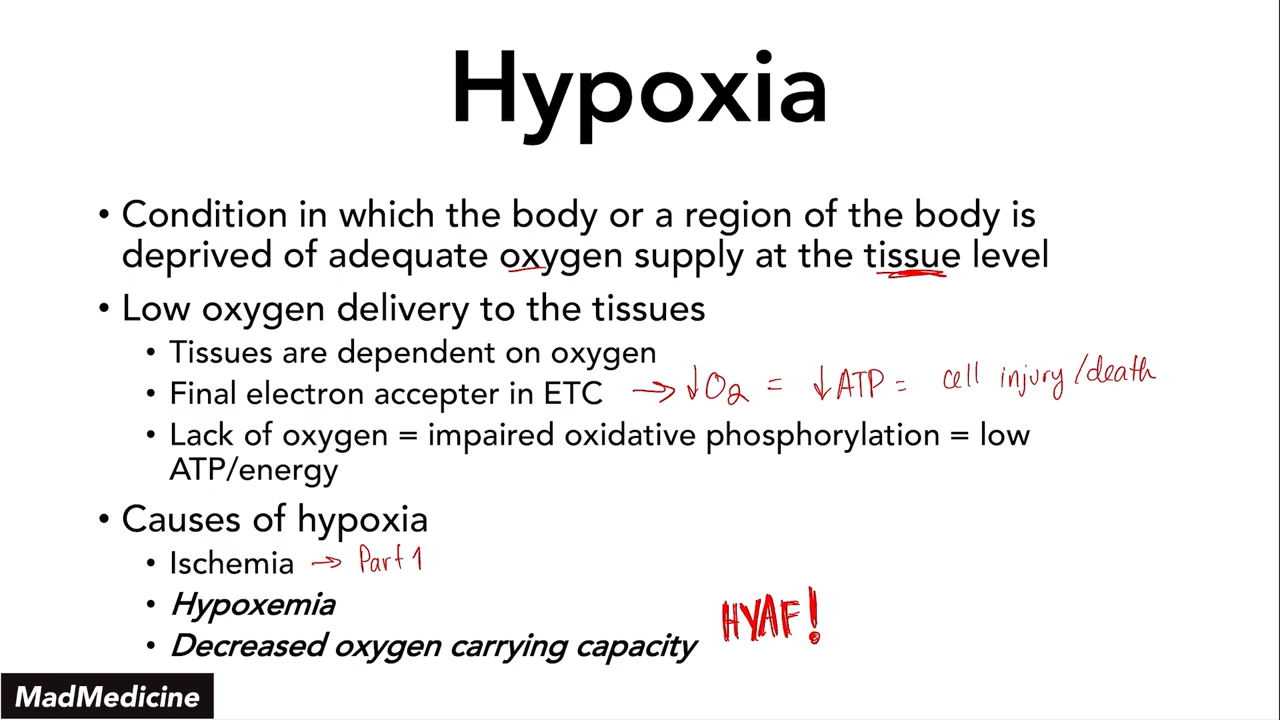 Hypoxia
• Condition in which the body or a region of the body is
deprived of adequate oxygen supply at the tissue level
• Low oxygen delivery to the tissues
• Tissues are dependent on oxygen
• Final electron accepter in ETC → ↓O₂ = ↓ATP = cell injury/death
• Lack of oxygen = impaired oxidative phosphorylation = low
ATP/energy
• Causes of hypoxia
• Ischemia → Part 1
• Hypoxemia
• Decreased oxygen carrying capacity HYAF!
MadMedicine